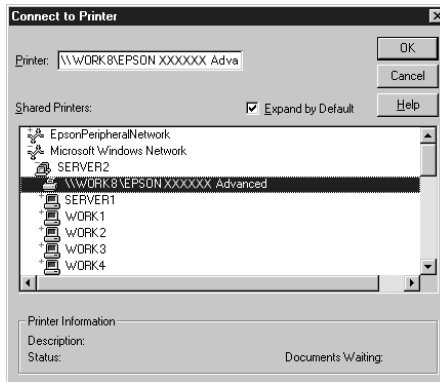 Connect to Printer
Printer: \\WORK8\EPSON XXXXXX Adva
OK
Cancel
Help
Shared Printers:
Expand by Default
EpsonPeripheralNetwork
Microsoft Windows Network
SERVER2
\\WORK8\EPSON XXXXXX Advanced
SERVER1
WORK1
WORK2
WORK3
WORK4
Printer Information
Description:
Status:
Documents Waiting: